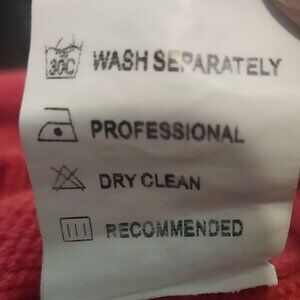 30C WASH SEPARATELY
PROFESSIONAL
DRY CLEAN
RECOMMENDED